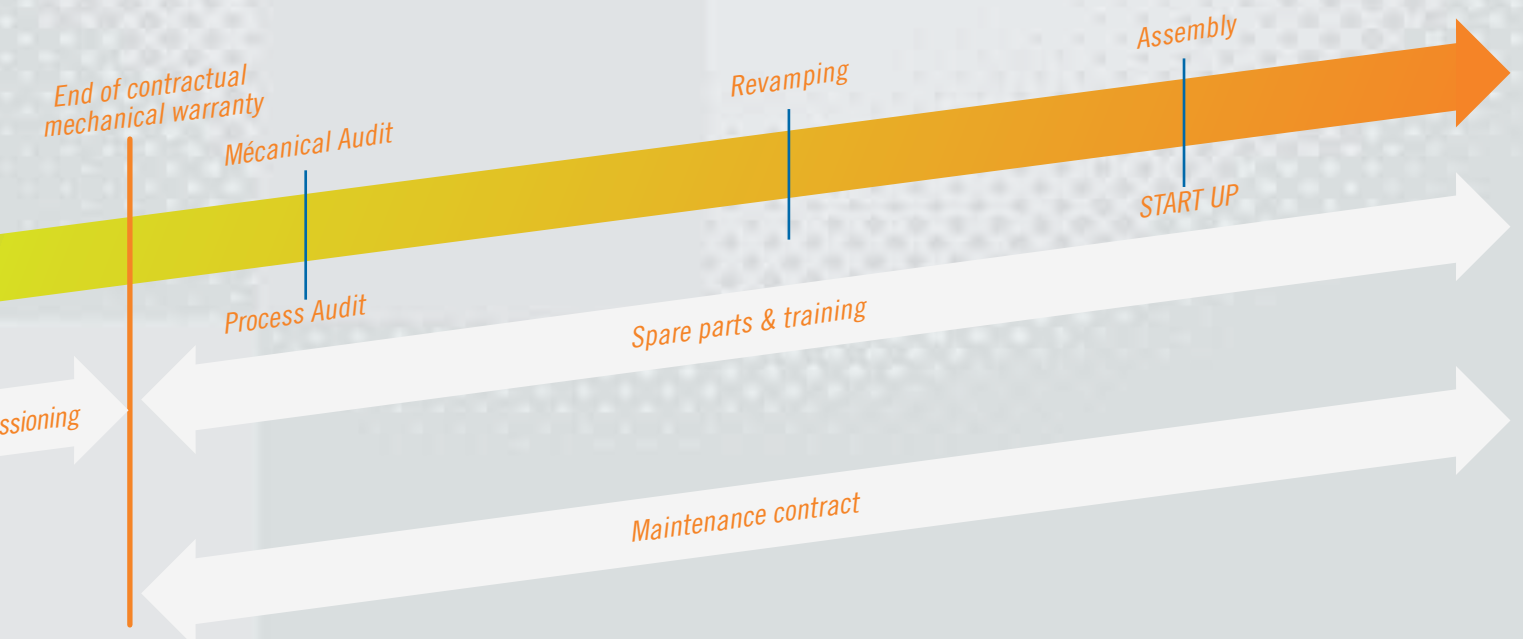 End of contractual
mechanical warranty
Mécanical Audit
Revamping
Assembly
Process Audit
START UP
Spare parts & training
ssioning
Maintenance contract